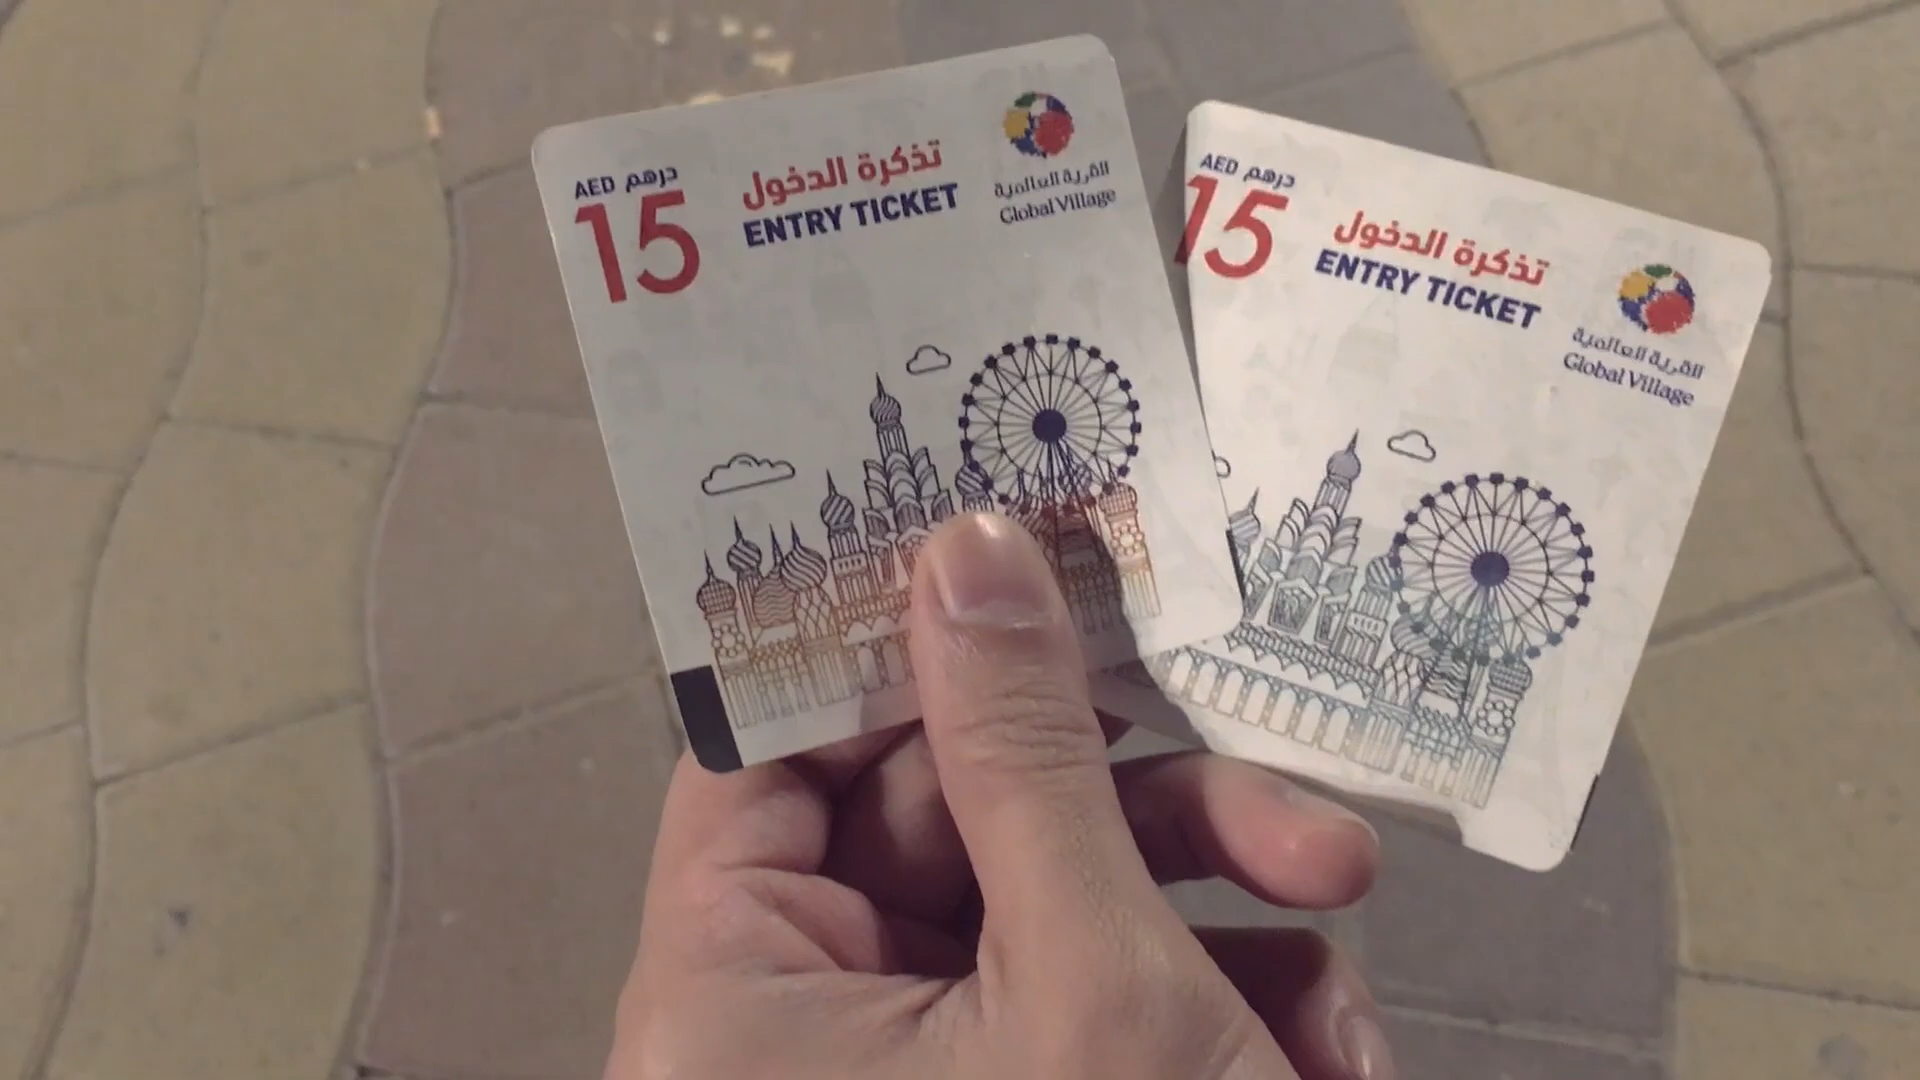 AED درهم
15
تذكرة الدخول
ENTRY TICKET
القرية العالمية
Global Village
AED درهم
15
تذكرة الدخول
ENTRY TICKET
القرية العالمية
Global Village